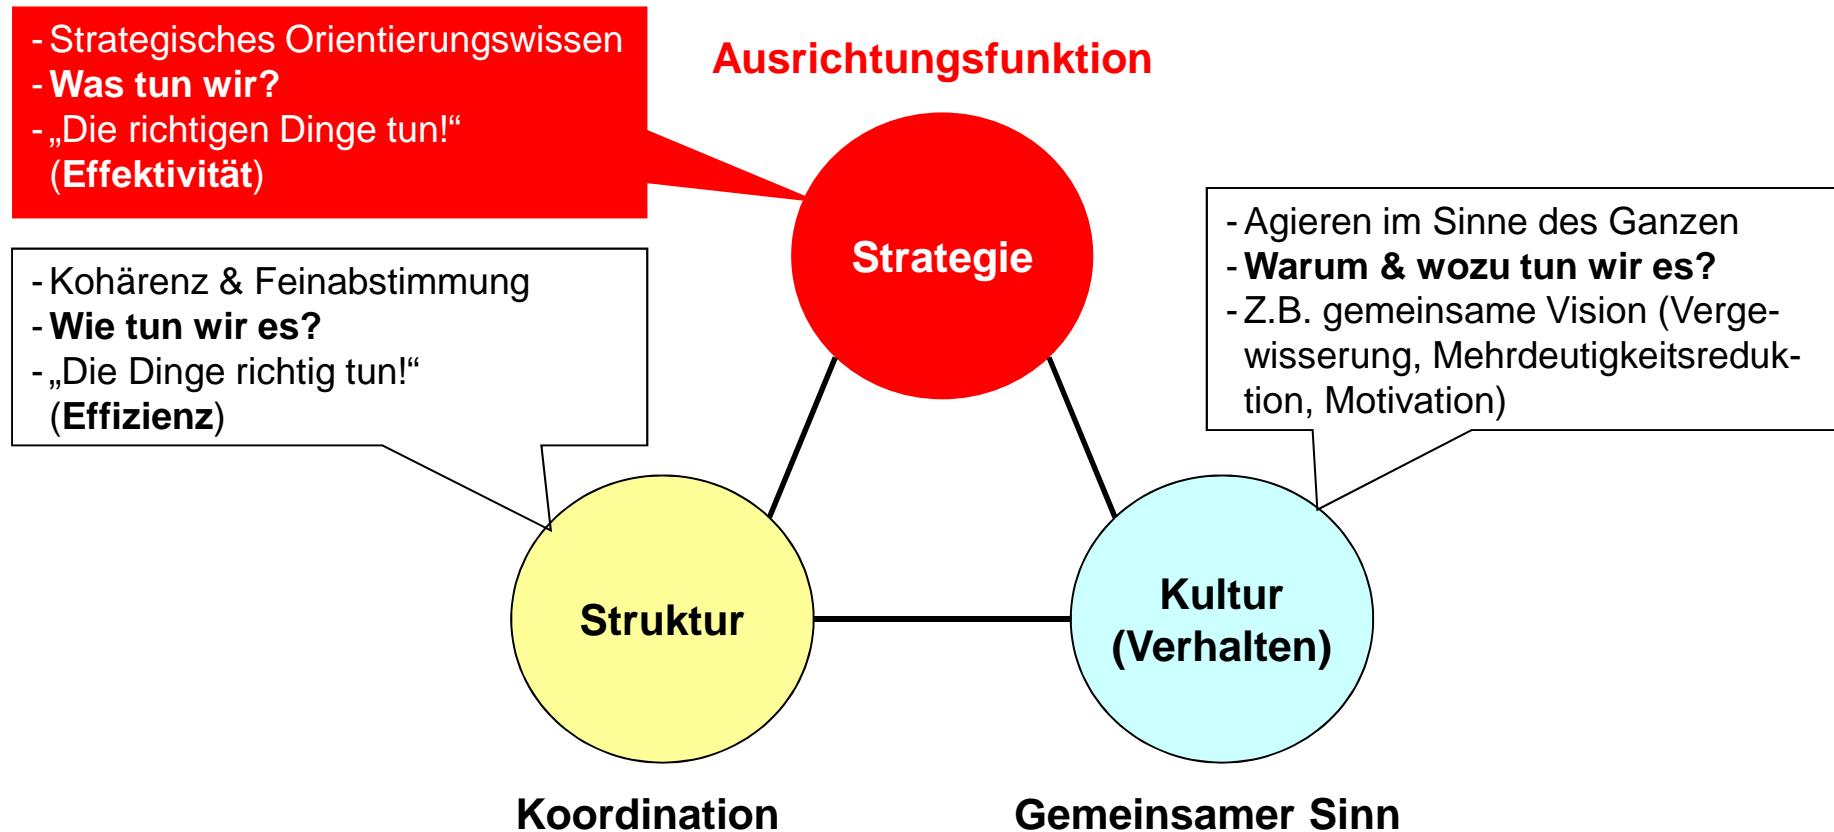 - Strategisches Orientierungswissen
- Was tun wir?
- „Die richtigen Dinge tun!“
(Effektivität)
Ausrichtungsfunktion
Strategie
- Agieren im Sinne des Ganzen
- Warum & wozu tun wir es?
- Z.B. gemeinsame Vision (Verge-
wisserung, Mehrdeutigkeitsreduk-
tion, Motivation)
- Kohärenz & Feinabstimmung
- Wie tun wir es?
- „Die Dinge richtig tun!“
(Effizienz)
Struktur
Kultur
(Verhalten)
Koordination
Gemeinsamer Sinn